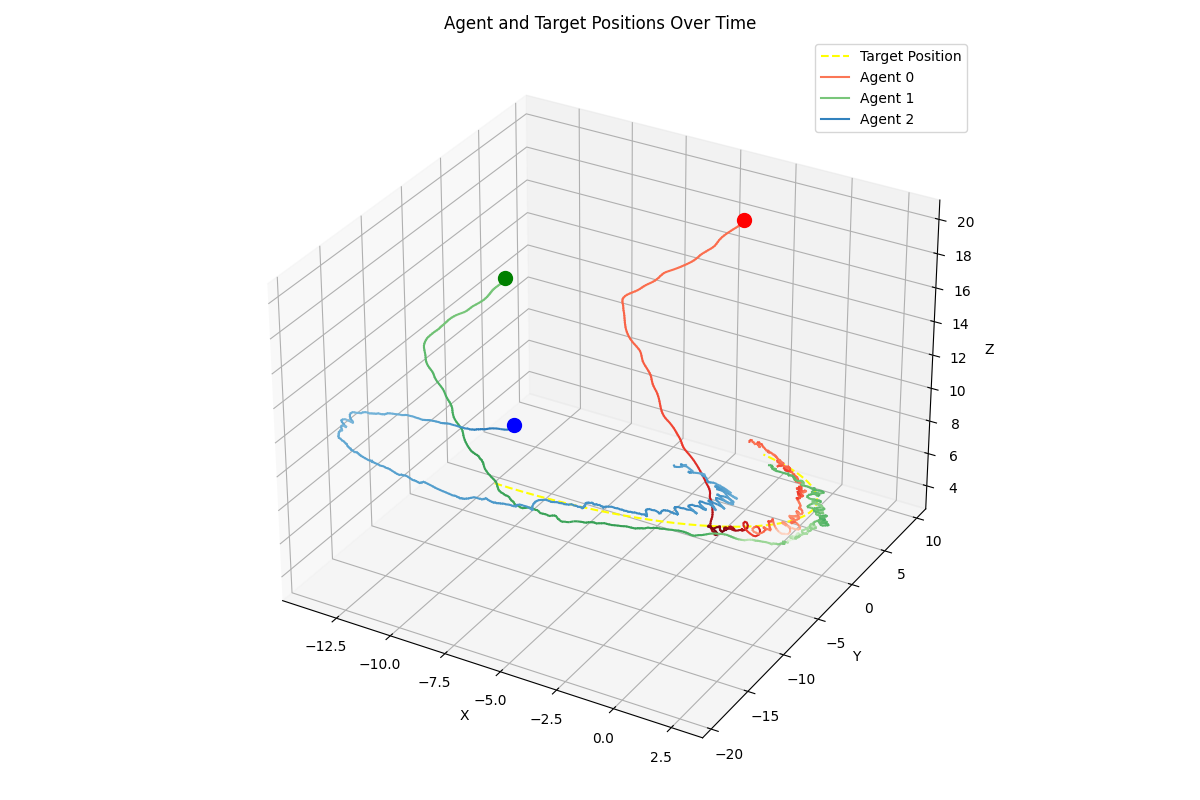 Agent and Target Positions Over Time
Target Position
Agent 0
Agent 1
Agent 2
20
18
16
14
Z
12
10
8
6
4
10
5
0
−5
Y
−10
−15
−20
−12.5
−10.0
−7.5
−5.0
X
−2.5
0.0
2.5